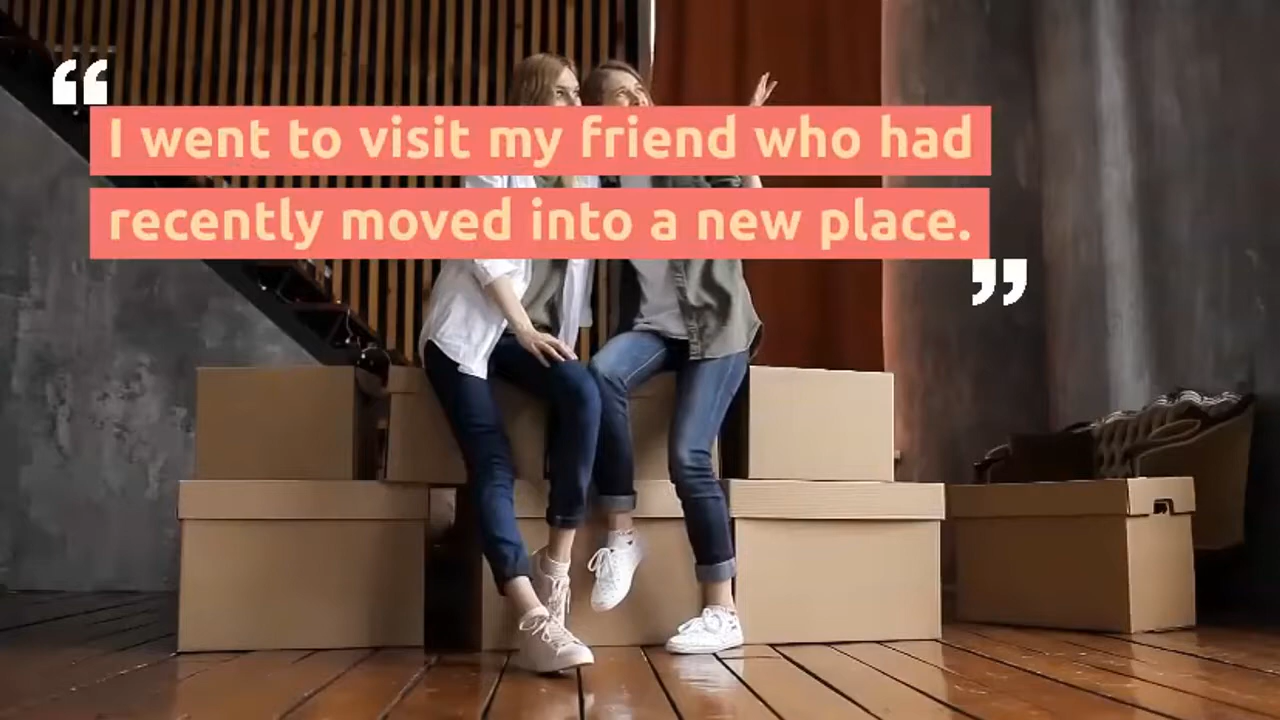 “
I went to visit my friend who had
recently moved into a new place.
”